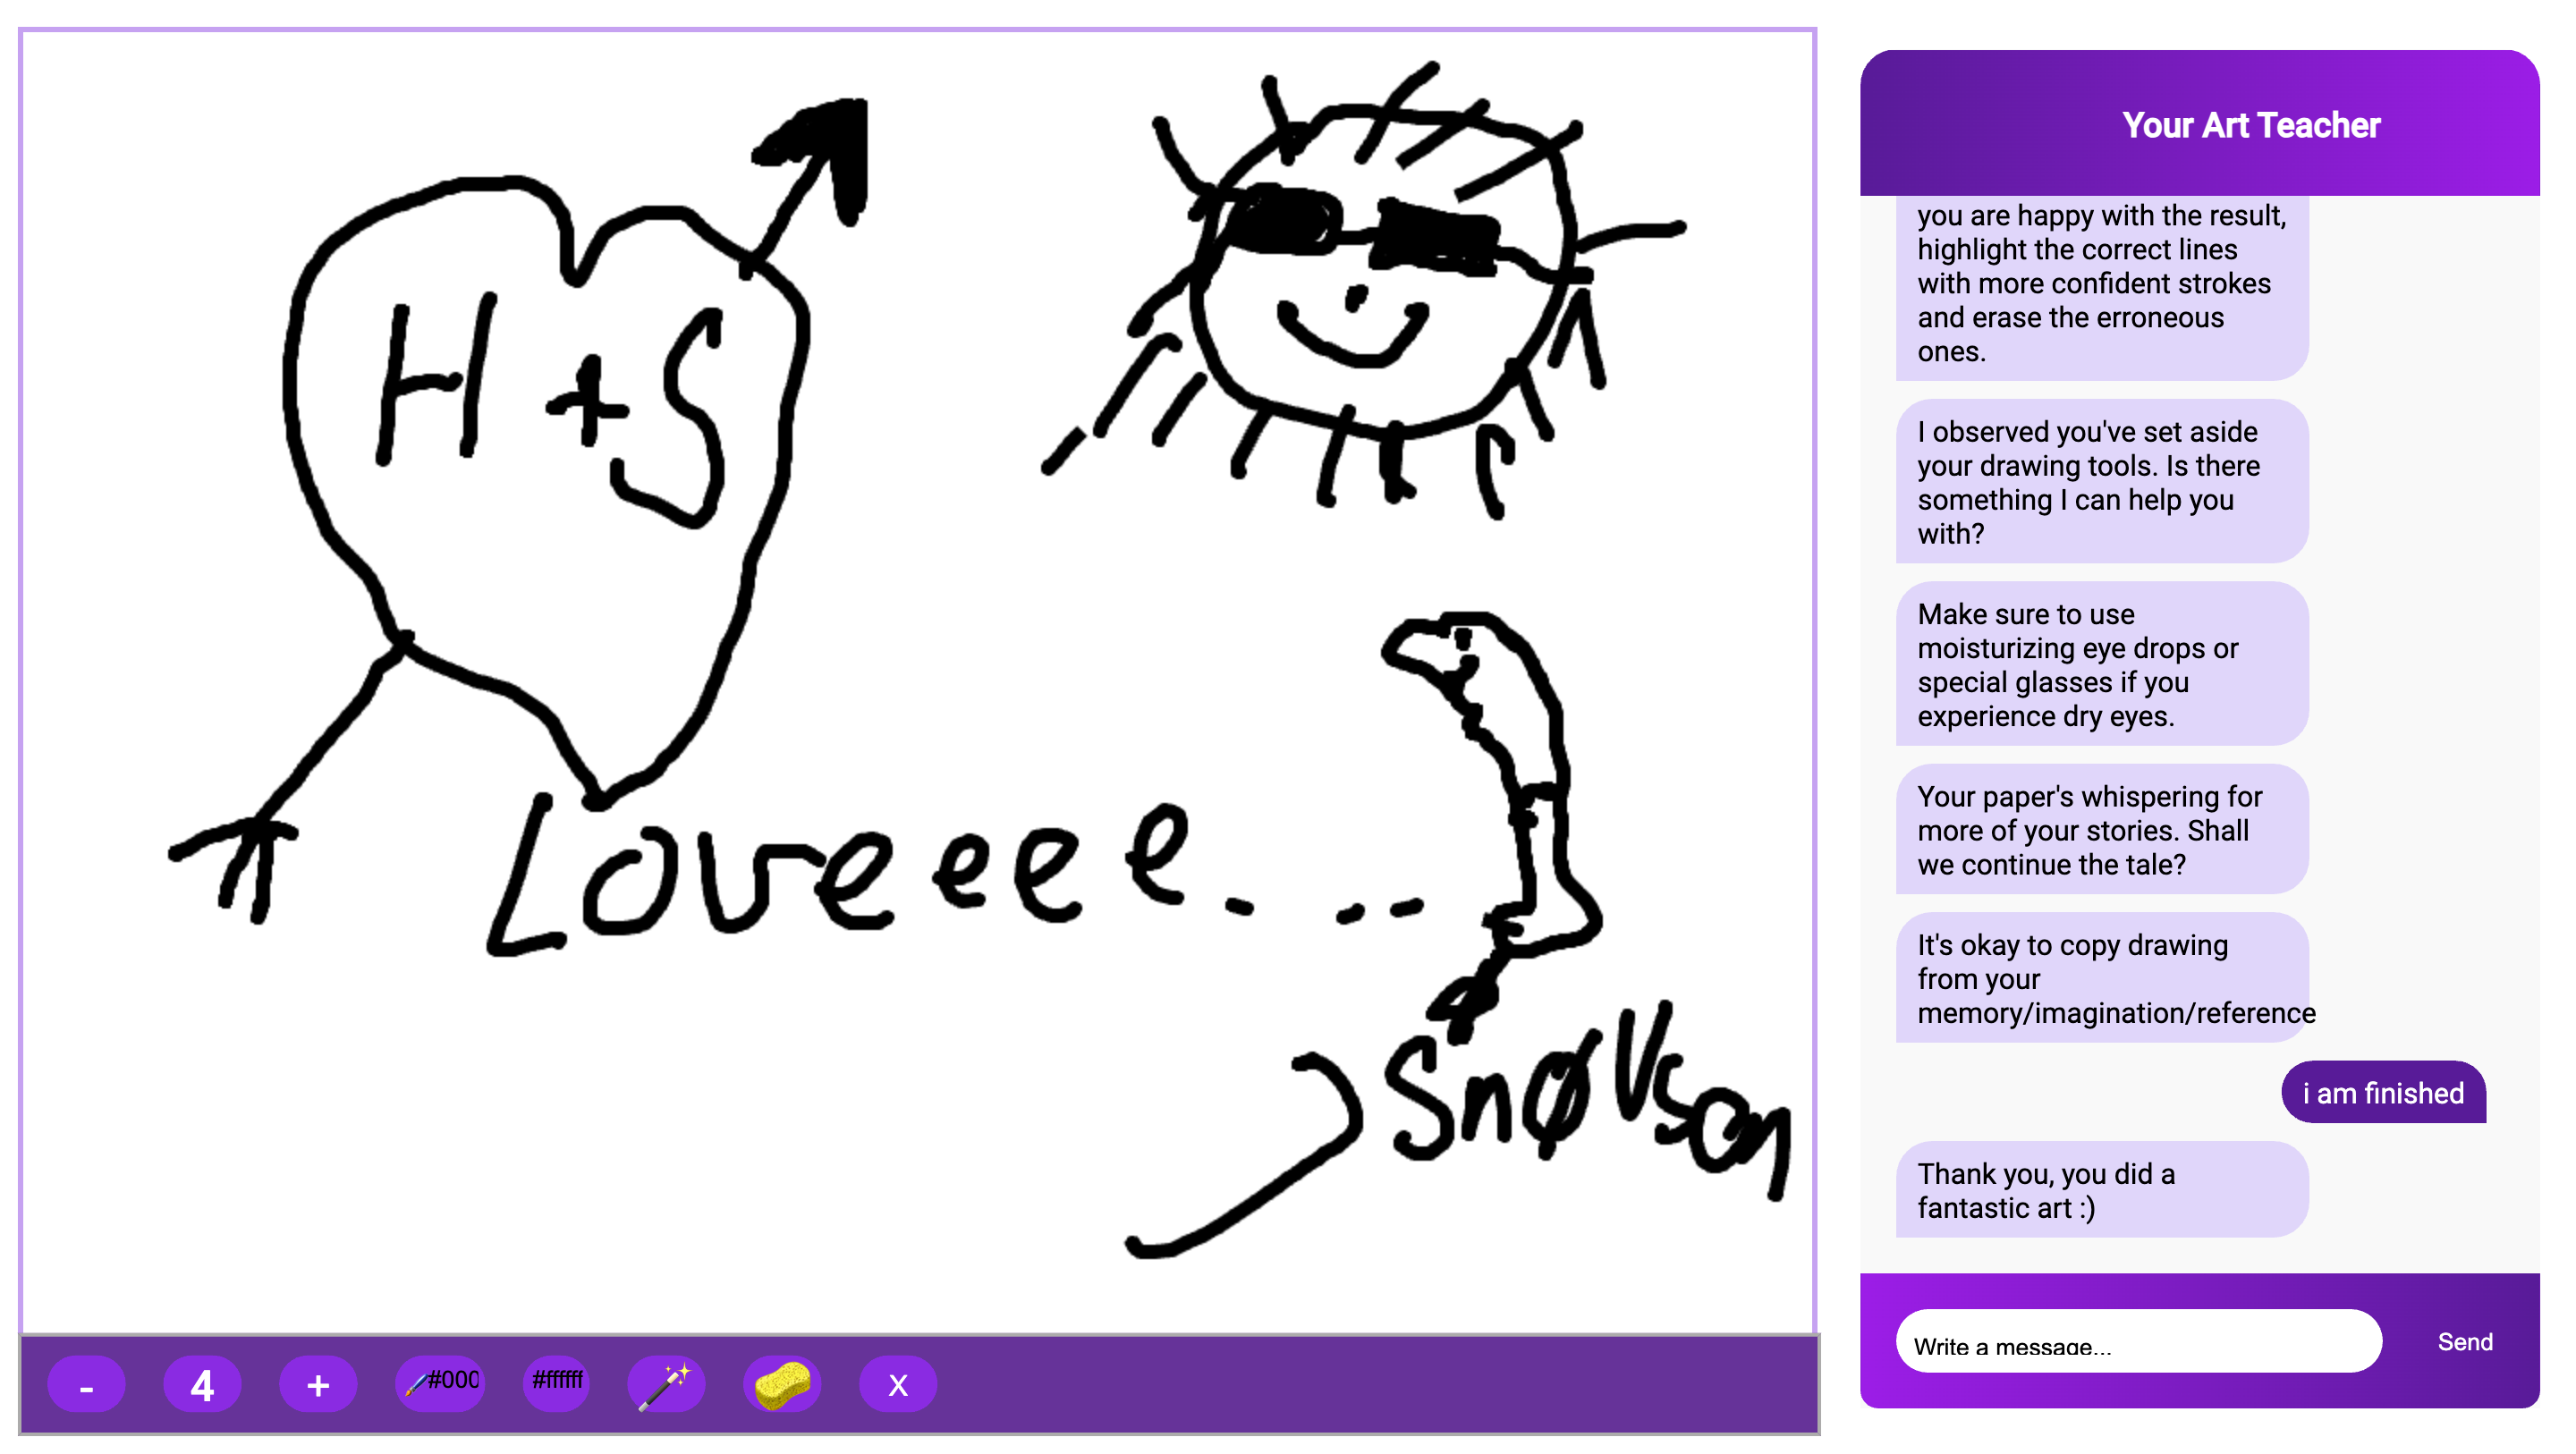 H + S
Loveeee. ..
SnØVsen
Your Art Teacher
you are happy with the result,
highlight the correct lines
with more confident strokes
and erase the erroneous
ones.
I observed you've set aside
your drawing tools. Is there
something I can help you
with?
Make sure to use
moisturizing eye drops or
special glasses if you
experience dry eyes.
Your paper's whispering for
more of your stories. Shall
we continue the tale?
It's okay to copy drawing
from your
memory/imagination/reference
i am finished
Thank you, you did a
fantastic art :)
Write a message...
Send
- 4 + #000 #ffffff x